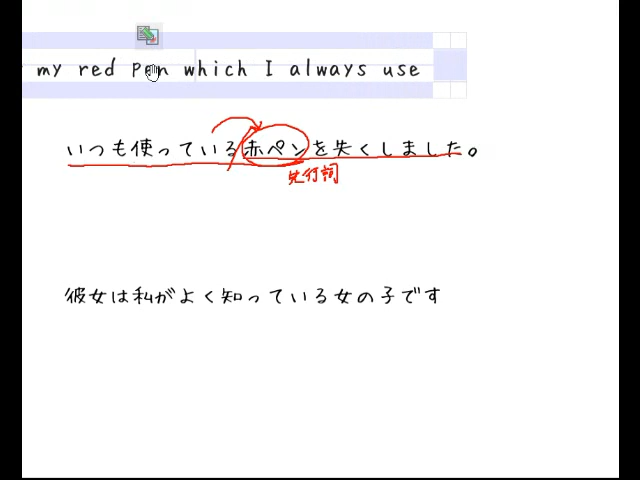 my red pen which I always use
いつも使っている赤ペンを失くしました。
先行詞
彼女は私がよく知っている女の子です